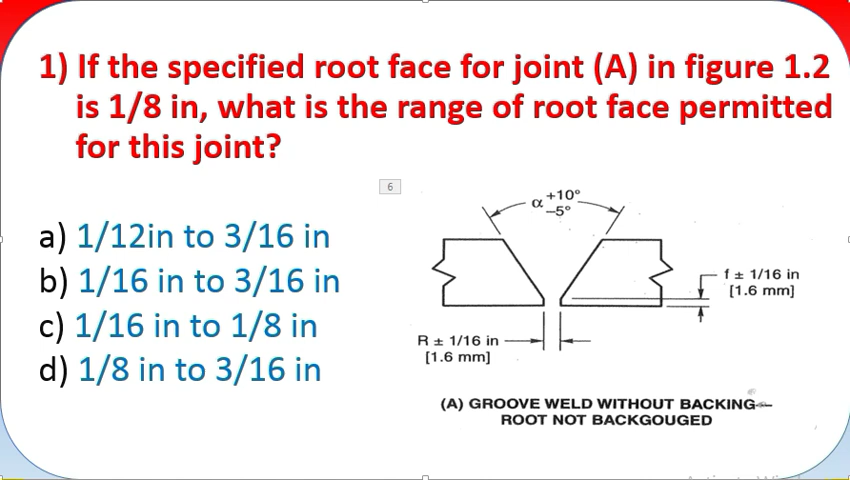 1) If the specified root face for joint (A) in figure 1.2
is 1/8 in, what is the range of root face permitted
for this joint?
6
a) 1/12in to 3/16 in
b) 1/16 in to 3/16 in
c) 1/16 in to 1/8 in
d) 1/8 in to 3/16 in
α +10°
–5°
f ± 1/16 in
[1.6 mm]
R ± 1/16 in
[1.6 mm]
(A) GROOVE WELD WITHOUT BACKING—
ROOT NOT BACKGOUGED